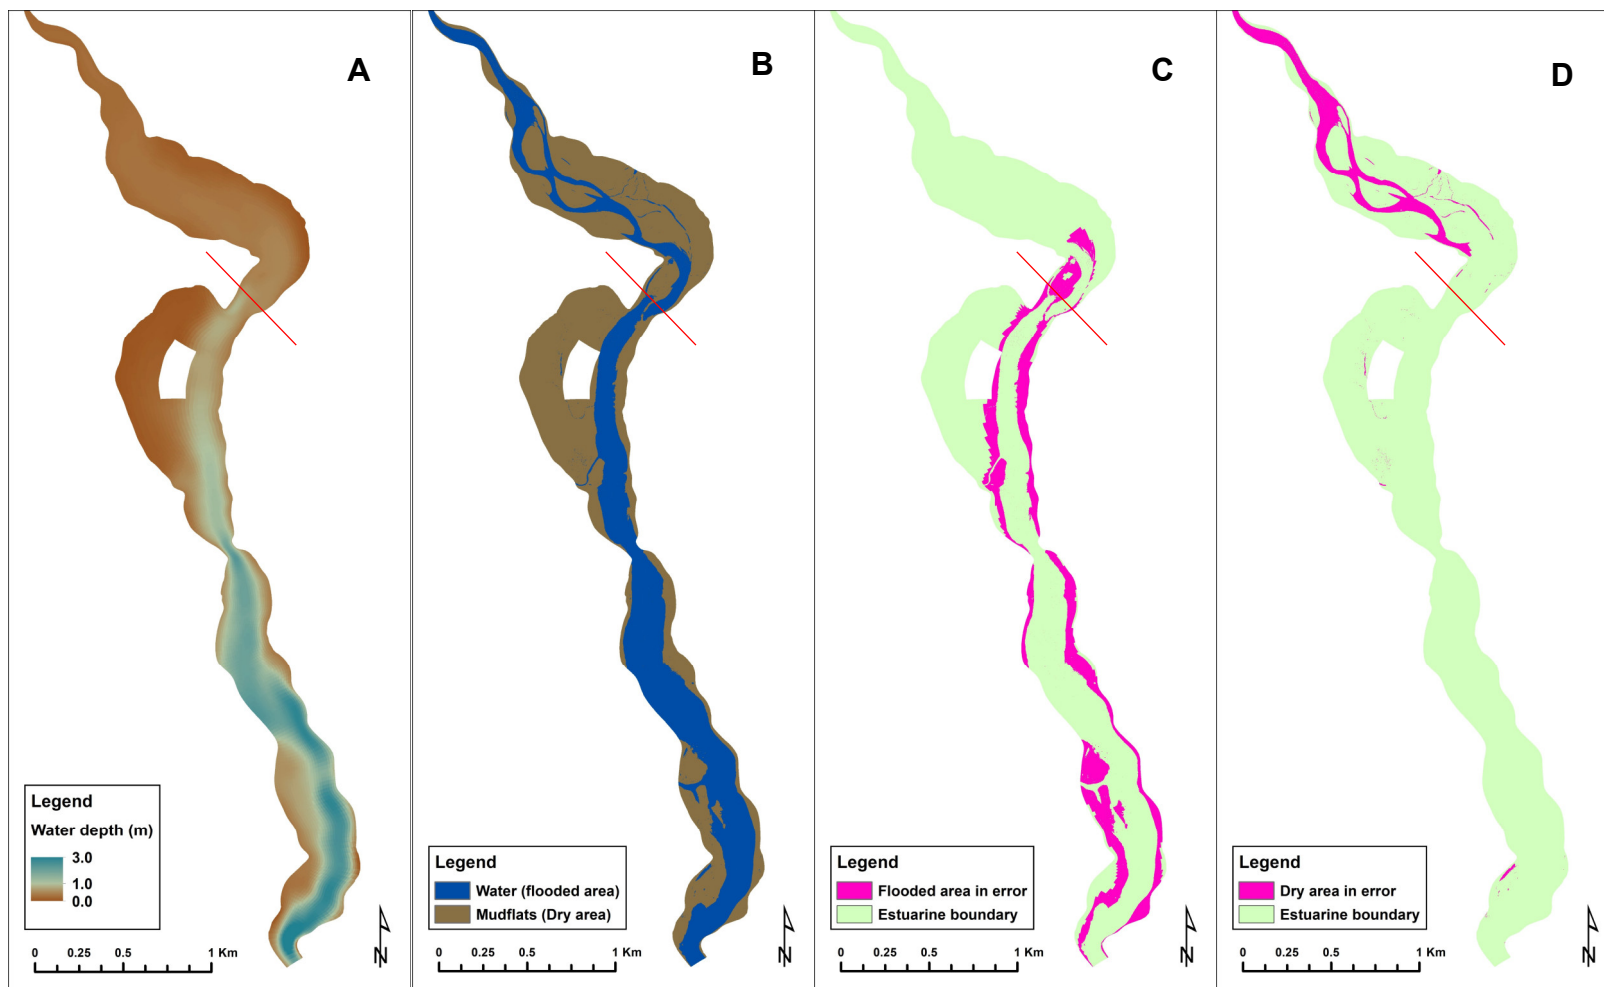 A
Legend
Water depth (m)
3.0
1.0
0.0
N
0 0.25 0.5 1 Km
B
Legend
Water (flooded area)
Mudflats (Dry area)
N
0 0.25 0.5 1 Km
C
Legend
Flooded area in error
Estuarine boundary
N
0 0.25 0.5 1 Km
D
Legend
Dry area in error
Estuarine boundary
N
0 0.25 0.5 1 Km